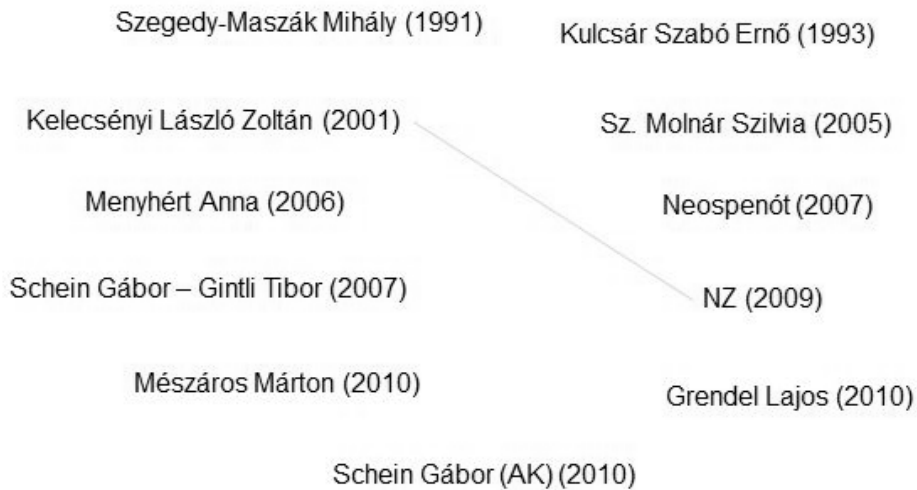 Szegedy-Maszák Mihály (1991)
Kulcsár Szabó Ernő (1993)
Kelecsényi László Zoltán (2001)
Sz. Molnár Szilvia (2005)
Menyhért Anna (2006)
Neospenót (2007)
Schein Gábor – Gintli Tibor (2007)
NZ (2009)
Mészáros Márton (2010)
Grendel Lajos (2010)
Schein Gábor (AK) (2010)